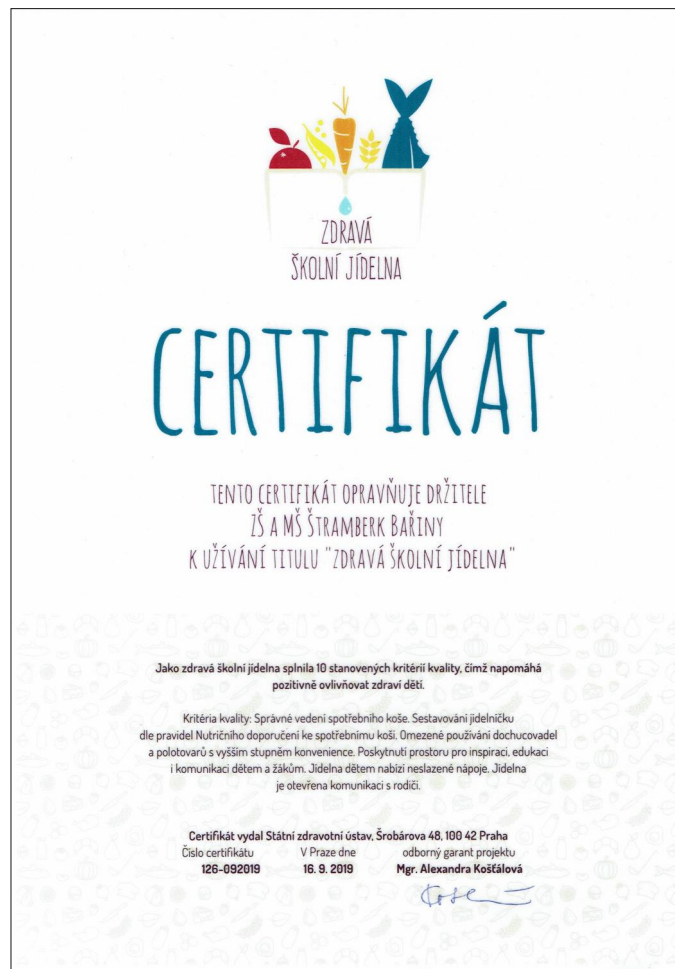 ZDRAVÁ
ŠKOLNÍ JÍDELNA
CERTIFIKÁT
TENTO CERTIFIKÁT OPRAVŇUJE DRŽITELE
ZŠ A MŠ ŠTRAMBERK BAŘINY
K UŽÍVÁNÍ TITULU "ZDRAVÁ ŠKOLNÍ JÍDELNA"
Jako zdravá školní jídelna splnila 10 stanovených kritérií kvality, čímž napomáhá
pozitivně ovlivňovat zdraví dětí.
Kritéria kvality: Správné vedení spotřebního koše. Sestavování jídelníčku
dle pravidel Nutričního doporučení ke spotřebnímu koši. Omezené používání dochucovadel
a polotovarů s vyšším stupněm konvenience. Poskytnutí prostoru pro inspiraci, edukaci
i komunikaci dětem a žákům. Jídelna dětem nabízí neslazené nápoje. Jídelna
je otevřena komunikaci s rodiči.
Certifikát vydal Státní zdravotní ústav, Šrobárova 48, 100 42 Praha
Číslo certifikátu V Praze dne odborný garant projektu
126-092019 16. 9. 2019 Mgr. Alexandra Košťálová